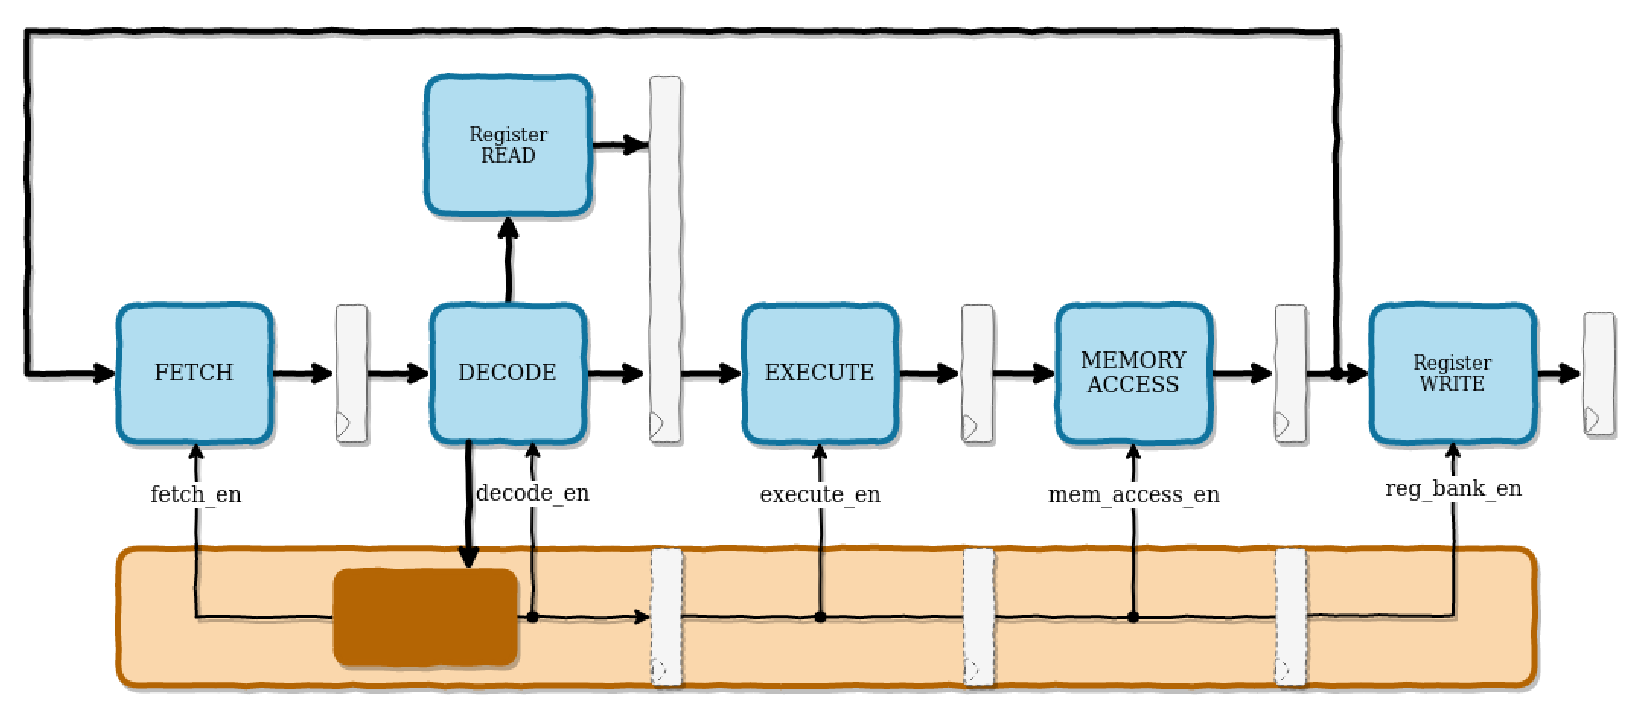 Register
READ
FETCH
DECODE
EXECUTE
MEMORY
ACCESS
Register
WRITE
fetch_en
decode_en
execute_en
mem_access_en
reg_bank_en